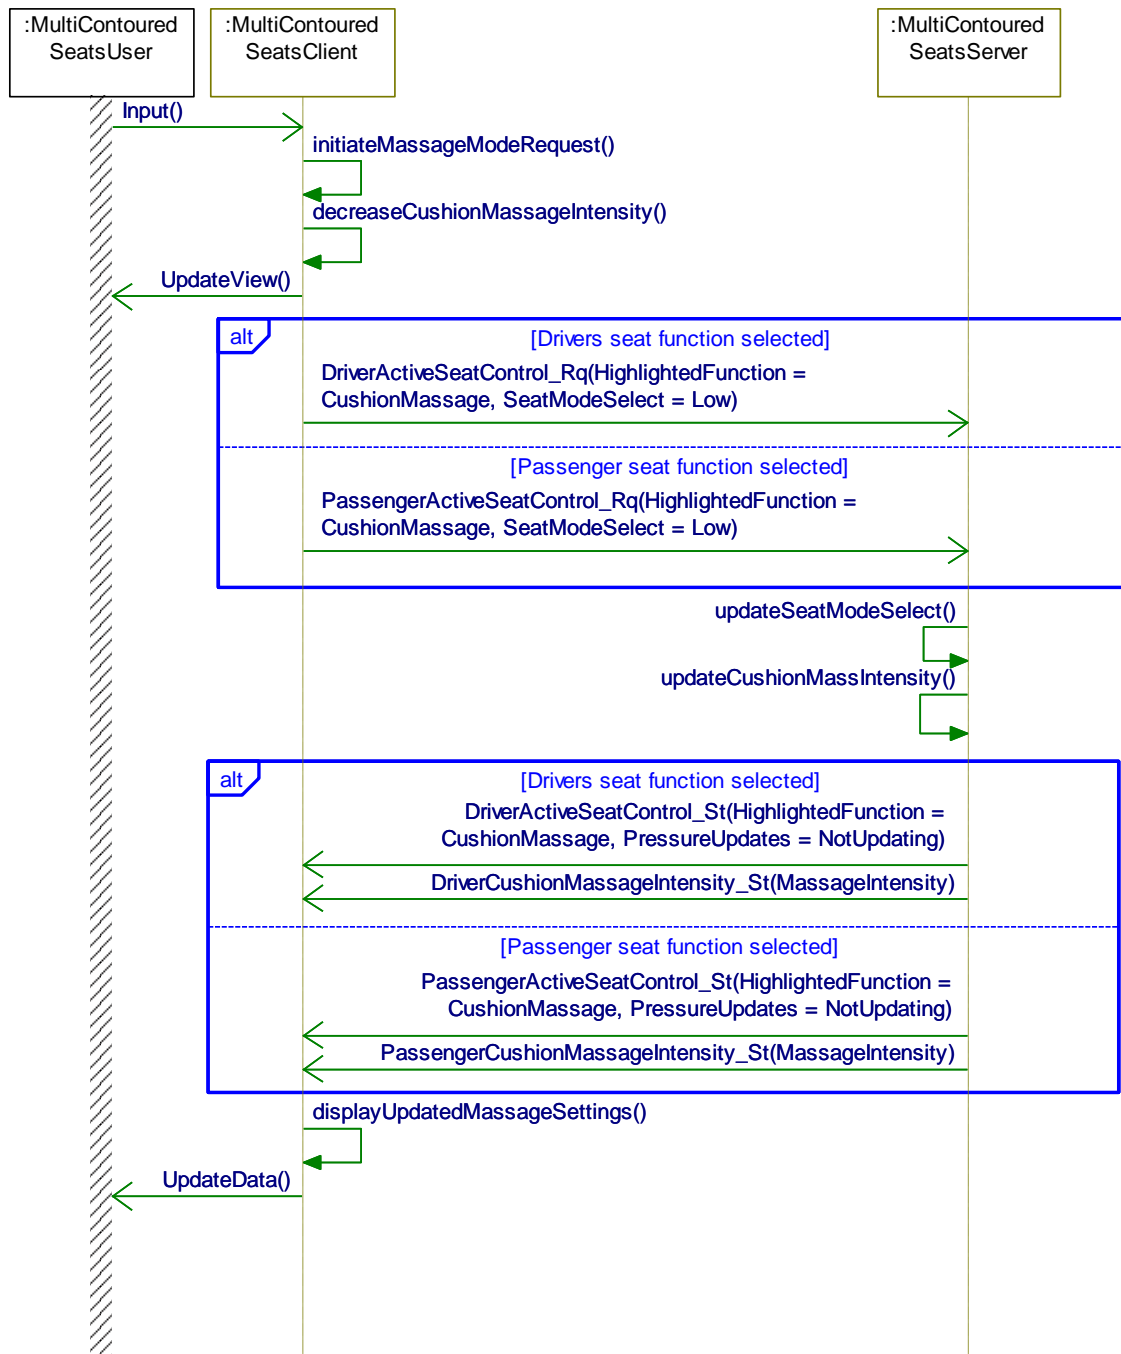 :MultiContoured
SeatsUser
:MultiContoured
SeatsClient
:MultiContoured
SeatsServer
Input()
initiateMassageModeRequest()
decreaseCushionMassageIntensity()
UpdateView()
alt
[Drivers seat function selected]
DriverActiveSeatControl_Rq(HighlightedFunction =
CushionMassage, SeatModeSelect = Low)
[Passenger seat function selected]
PassengerActiveSeatControl_Rq(HighlightedFunction =
CushionMassage, SeatModeSelect = Low)
updateSeatModeSelect()
updateCushionMassIntensity()
alt
[Drivers seat function selected]
DriverActiveSeatControl_St(HighlightedFunction =
CushionMassage, PressureUpdates = NotUpdating)
DriverCushionMassageIntensity_St(MassageIntensity)
[Passenger seat function selected]
PassengerActiveSeatControl_St(HighlightedFunction =
CushionMassage, PressureUpdates = NotUpdating)
PassengerCushionMassageIntensity_St(MassageIntensity)
displayUpdatedMassageSettings()
UpdateData()